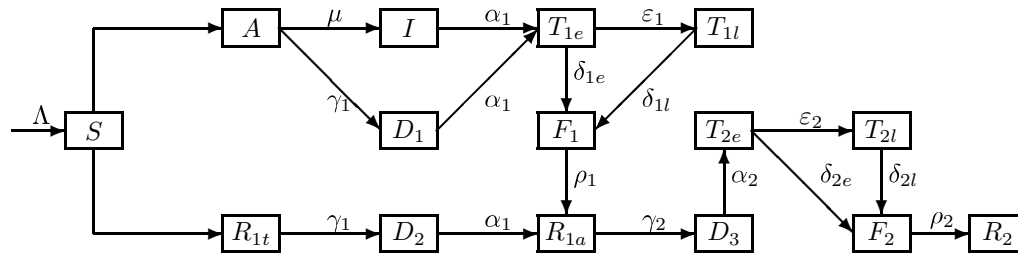 A μ I α₁ T₁ₑ ε₁ T₁ₗ
γ₁ α₁ δ₁ₑ δ₁ₗ
Λ S D₁ F₁ T₂ₑ ε₂ T₂ₗ
ρ₁ α₂ δ₂ₑ δ₂ₗ
R₁ₜ γ₁ D₂ α₁ R₁ₐ γ₂ D₃ F₂ ρ₂ R₂